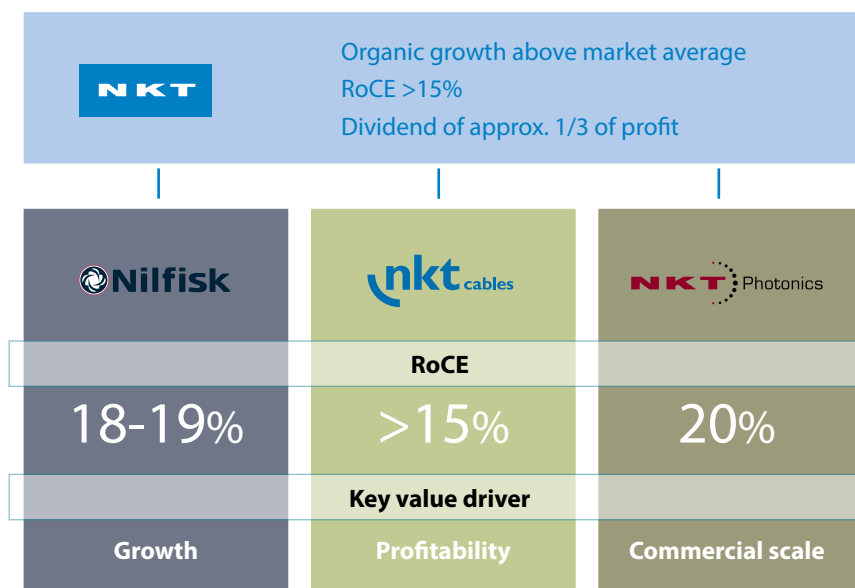 NKT
Organic growth above market average
RoCE >15%
Dividend of approx. 1/3 of profit
Nilfisk
nkt cables
NKT Photonics
RoCE
18-19%
>15%
20%
Key value driver
Growth
Profitability
Commercial scale